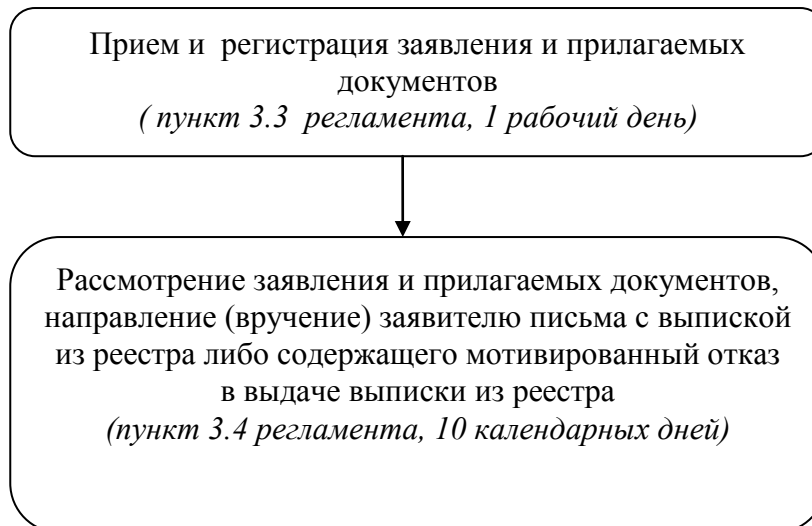 Прием и регистрация заявления и прилагаемых
документов
( пункт 3.3 регламента, 1 рабочий день)
Рассмотрение заявления и прилагаемых документов,
направление (вручение) заявителю письма с выпиской
из реестра либо содержащего мотивированный отказ
в выдаче выписки из реестра
(пункт 3.4 регламента, 10 календарных дней)